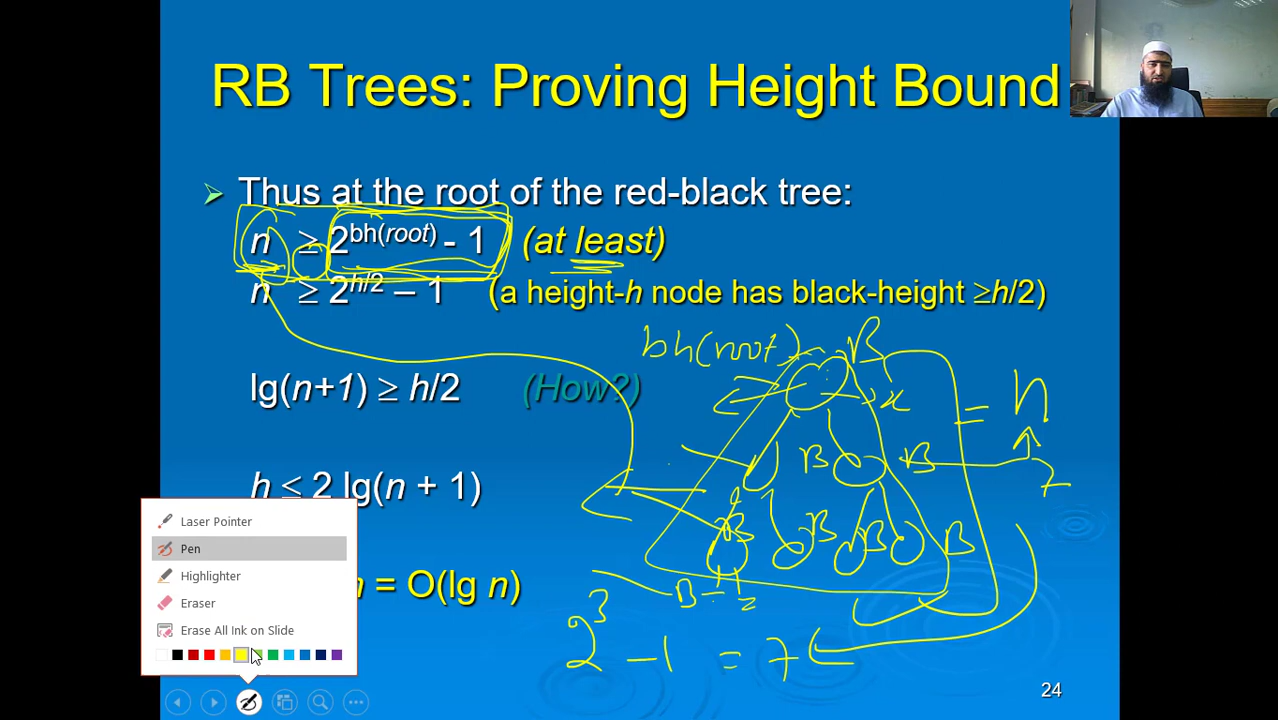 RB Trees: Proving Height Bound
Thus at the root of the red-black tree:
n ≥ 2^bh(root) - 1 (at least)
n ≥ 2^h/2 – 1 (a height-h node has black-height ≥h/2)
bh(root)
B
x
lg(n+1) ≥ h/2 (How?)
= n
B B
7
h ≤ 2 lg(n + 1)
B B B B
= O(lg n)
B
2^3 - 1 = 7
24
Laser Pointer
Pen
Highlighter
Eraser
Erase All Ink on Slide